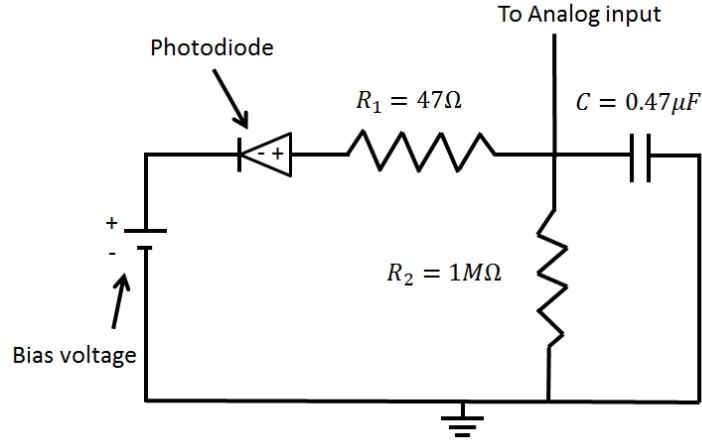 To Analog input
Photodiode
R₁ = 47Ω
C = 0.47μF
- +
+
-
R₂ = 1MΩ
Bias voltage